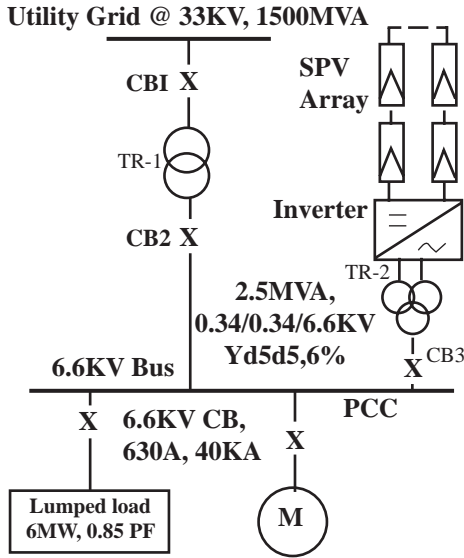 Utility Grid @ 33KV, 1500MVA
CBI X
SPV
Array
TR-1
Inverter
CB2 X
TR-2
2.5MVA,
0.34/0.34/6.6KV
Yd5d5,6%
X CB3
6.6KV Bus
PCC
X
6.6KV CB,
630A, 40KA
X
Lumped load
6MW, 0.85 PF
M